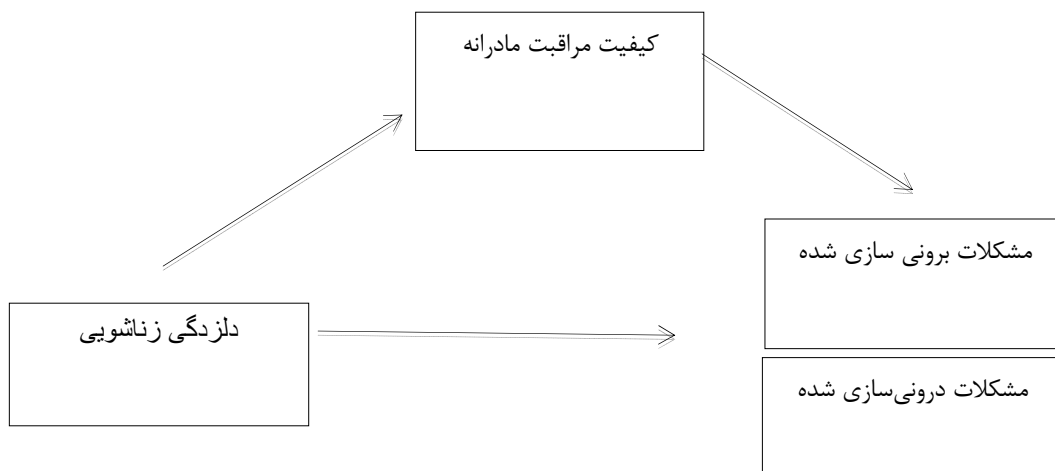 کیفیت مراقبت مادرانه
مشکلات برونی سازی شده
دلزدگی زناشویی
مشکلات درونی‌سازی شده